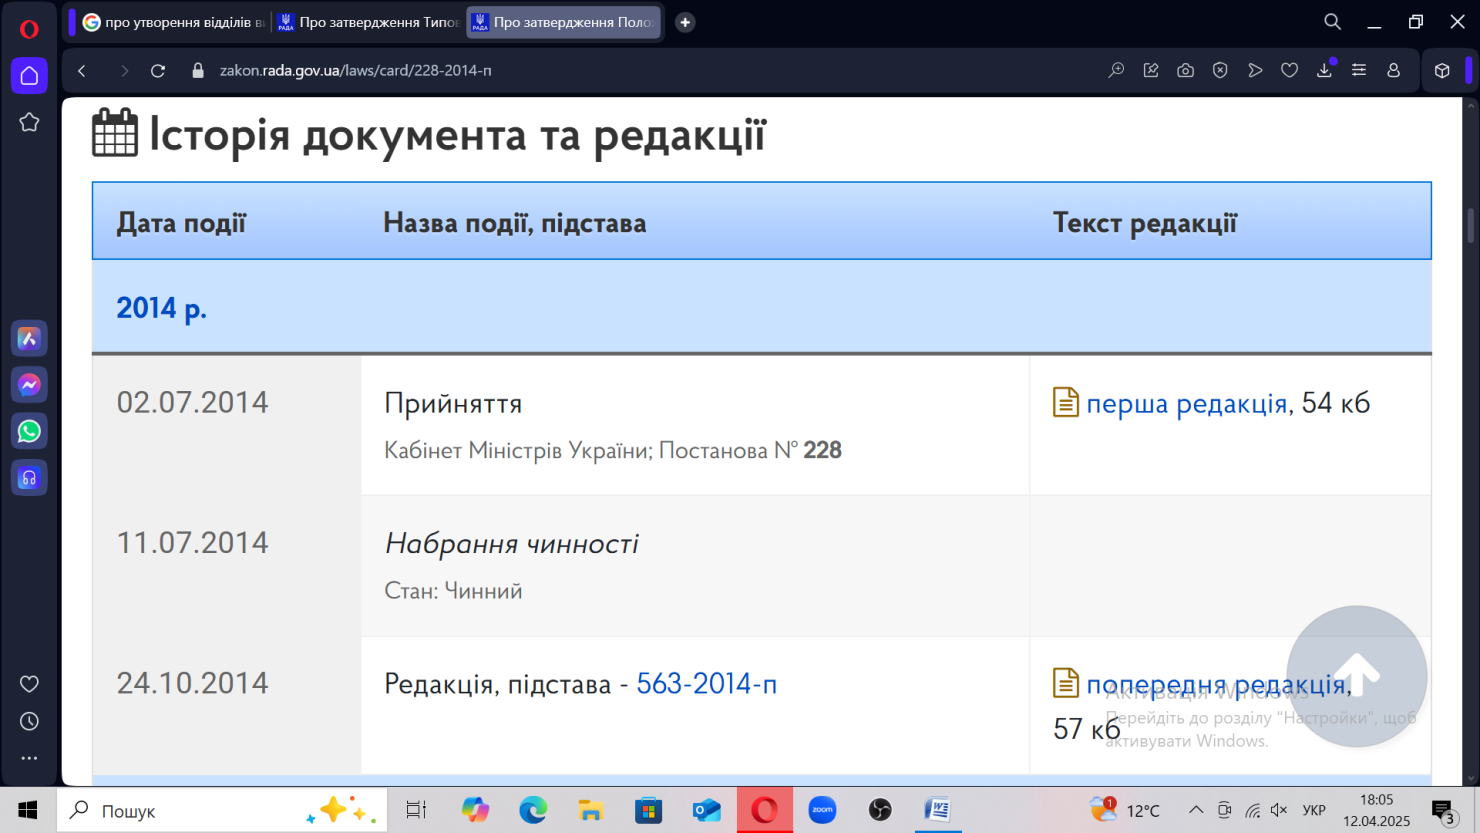 про утворення відділів ви
Про затвердження Типо
Про затвердження Поло
zakon.rada.gov.ua/laws/card/228-2014-п
Історія документа та редакції
Дата події
Назва події, підстава
Текст редакції
2014 р.
02.07.2014
Прийняття
перша редакція, 54 кб
Кабінет Міністрів України; Постанова № 228
11.07.2014
Набрання чинності
Стан: Чинний
24.10.2014
Редакція, підстава - 563-2014-п
попередня редакція,
57 кб
Активація Windows
Перейдіть до розділу "Настройки", щоб
активувати Windows.
Пошук
zoom
1
12°C
УКР
18:05
12.04.2025
3